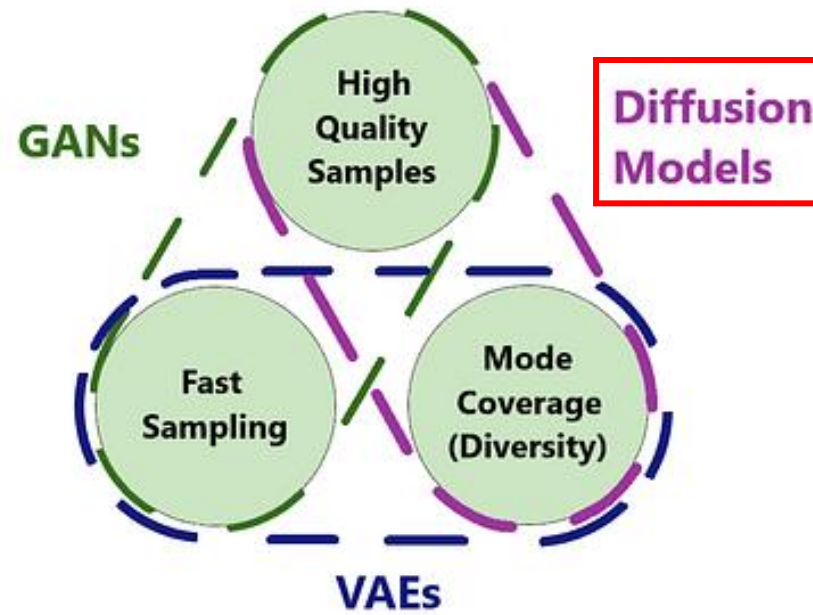 High
Quality
Samples
GANs
Diffusion
Models
Fast
Sampling
Mode
Coverage
(Diversity)
VAEs